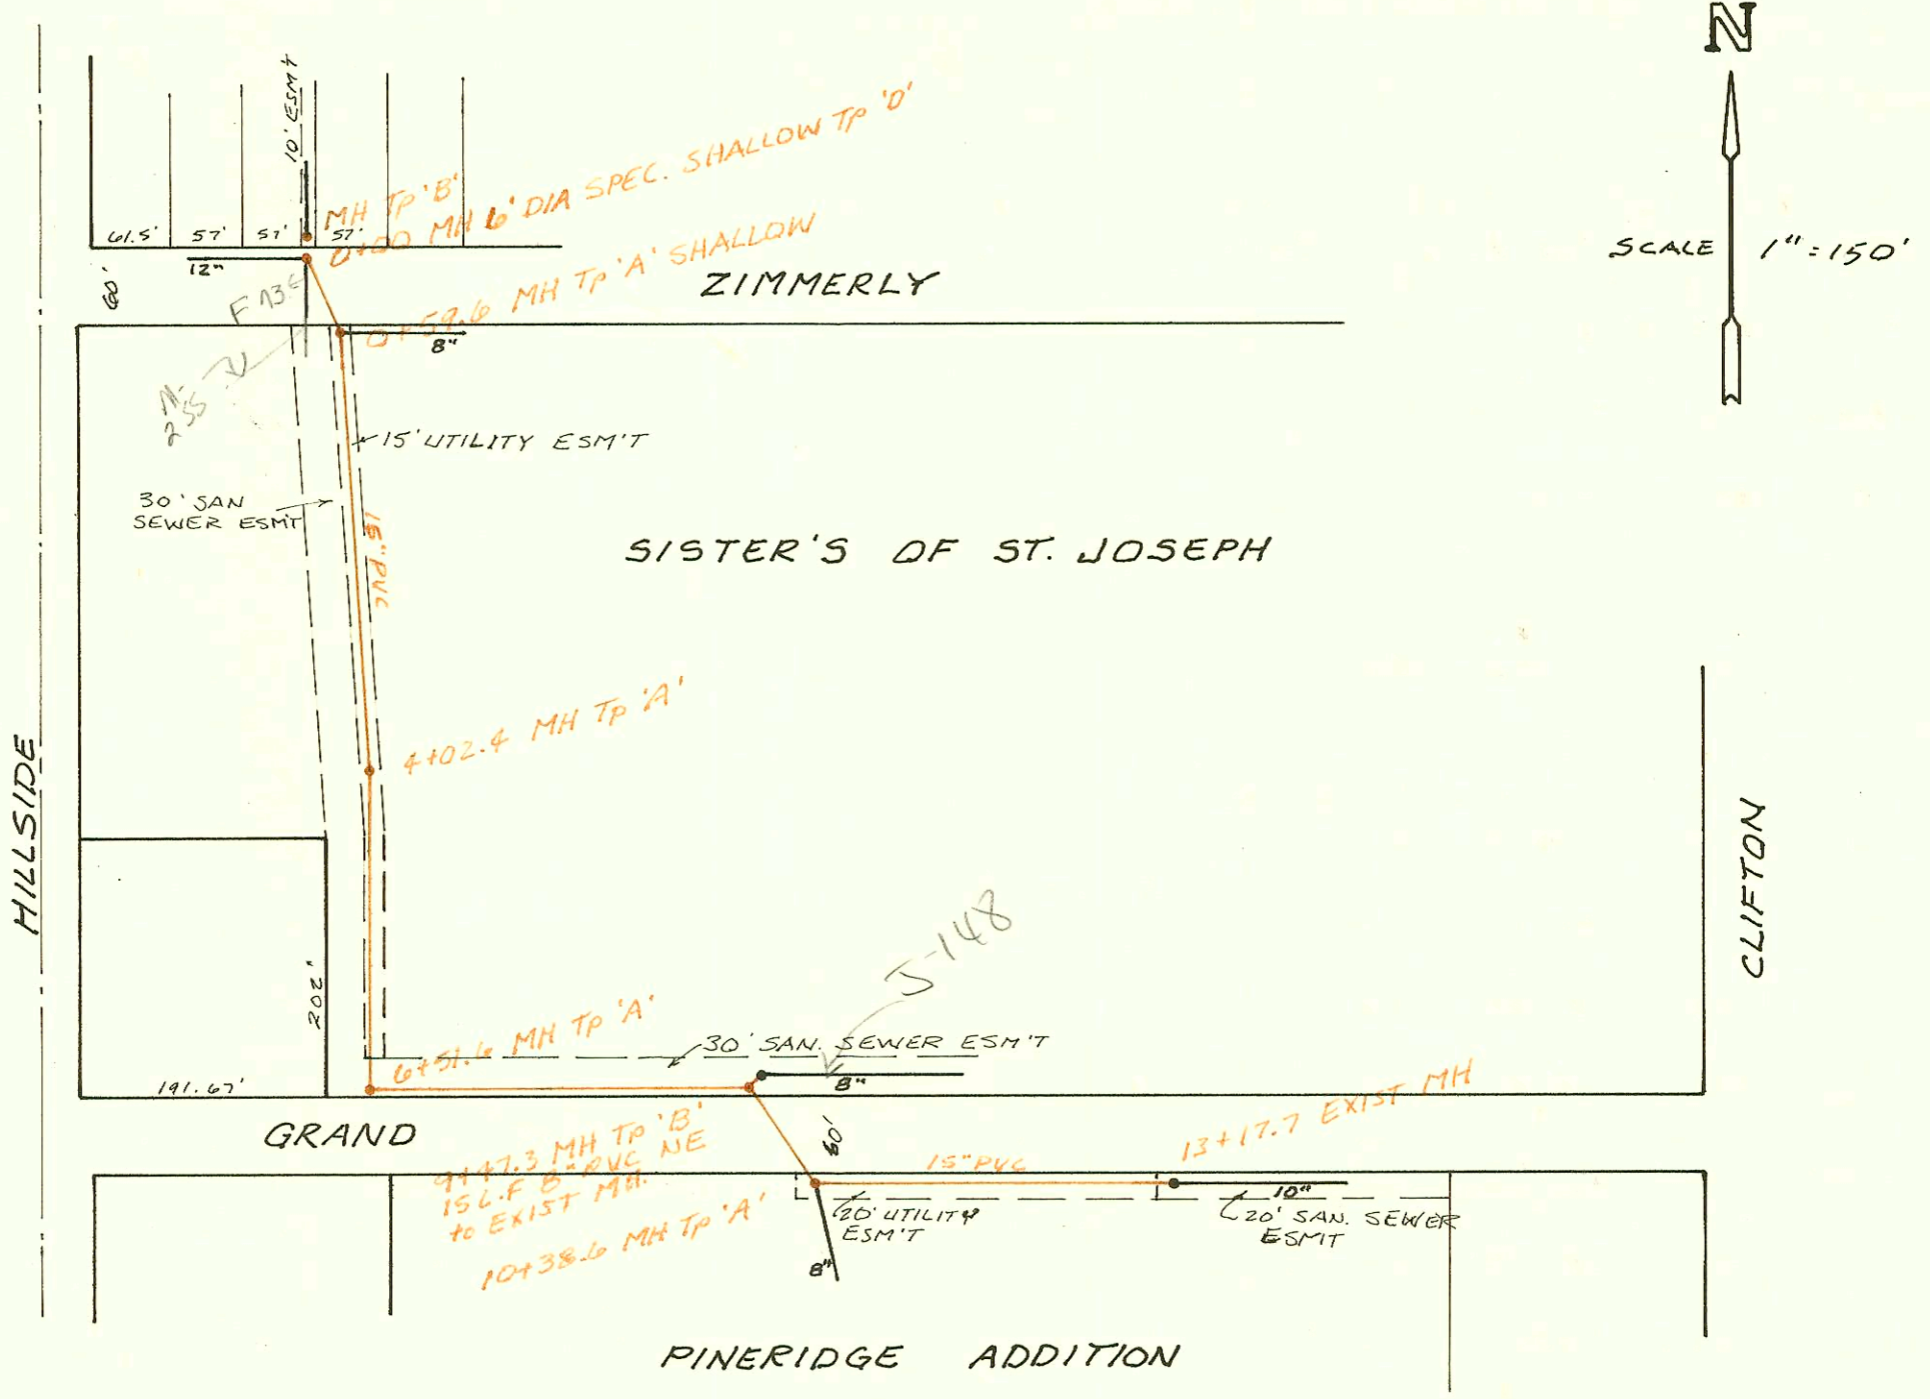 N
SCALE 1" = 150'
10' ESMT
MH TP 'B'
0+00 MH 6' DIA SPEC. SHALLOW TP 'D'
61.5' 57' 57' 57'
12"
60'
ZIMMERLY
0+59.6 MH TP 'A' SHALLOW
8"
255
15' UTILITY ESM'T
30' SAN
SEWER ESMT
15" PVC
SISTER'S OF ST. JOSEPH
4+02.4 MH TP 'A'
HILLSIDE
CLIFTON
202'
J-148
6+51.6 MH TP 'A'
30' SAN. SEWER ESM'T
8"
191.67'
GRAND
9+47.3 MH TP 'B'
15 L.F 8" PVC NE
to EXIST MH.
10+38.6 MH TP 'A'
60'
15" PVC
13+17.7 EXIST MH
10"
20' UTILITY
ESM'T
20' SAN. SEWER
ESMT
8"
PINERIDGE ADDITION